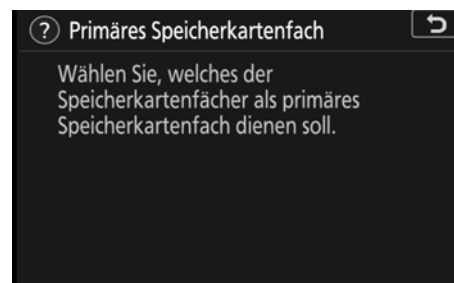 ? Primäres Speicherkartenfach
Wählen Sie, welches der
Speicherkartenfächer als primäres
Speicherkartenfach dienen soll.